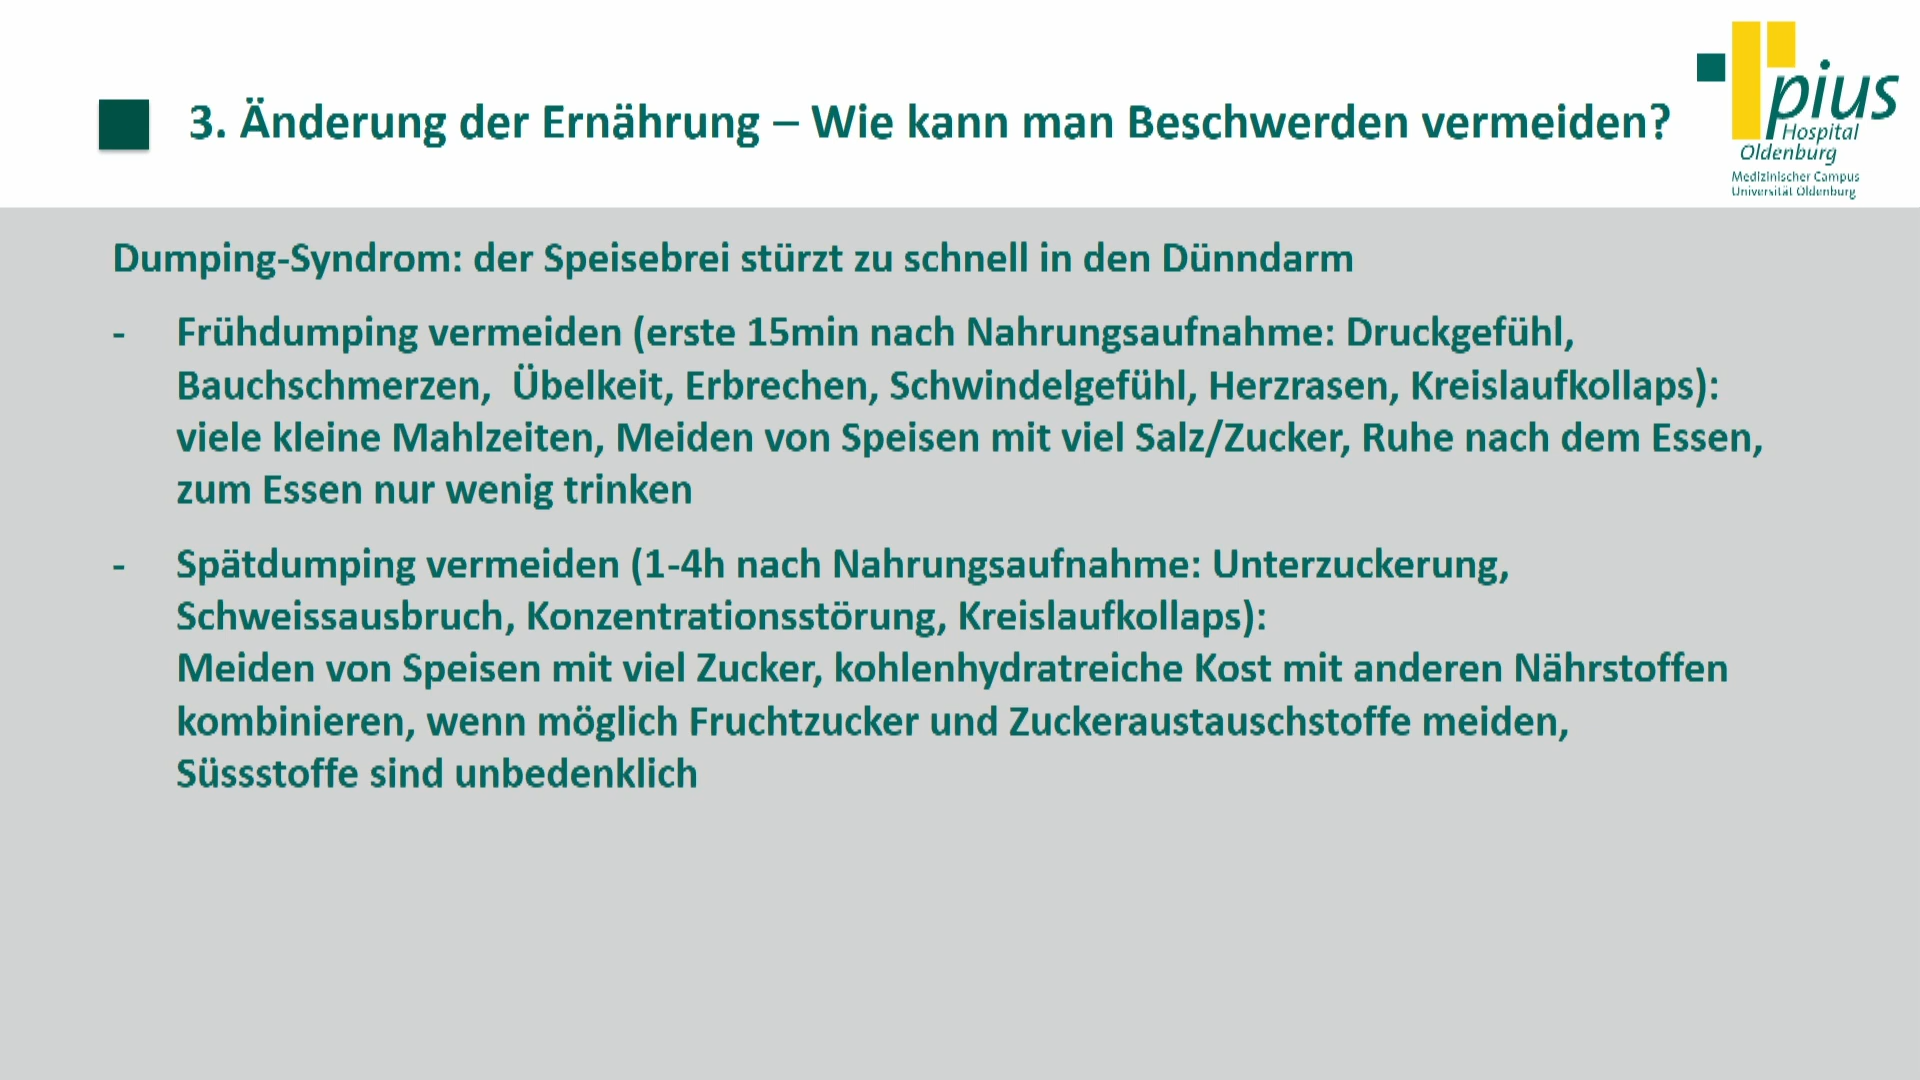 3. Änderung der Ernährung – Wie kann man Beschwerden vermeiden?
pius
Hospital
Oldenburg
Medizinischer Campus
Universität Oldenburg
Dumping-Syndrom: der Speisebrei stürzt zu schnell in den Dünndarm
- Frühdumping vermeiden (erste 15min nach Nahrungsaufnahme: Druckgefühl,
Bauchschmerzen, Übelkeit, Erbrechen, Schwindelgefühl, Herzrasen, Kreislaufkollaps):
viele kleine Mahlzeiten, Meiden von Speisen mit viel Salz/Zucker, Ruhe nach dem Essen,
zum Essen nur wenig trinken
- Spätdumping vermeiden (1-4h nach Nahrungsaufnahme: Unterzuckerung,
Schweissausbruch, Konzentrationsstörung, Kreislaufkollaps):
Meiden von Speisen mit viel Zucker, kohlenhydratreiche Kost mit anderen Nährstoffen
kombinieren, wenn möglich Fruchtzucker und Zuckeraustauschstoffe meiden,
Süssstoffe sind unbedenklich